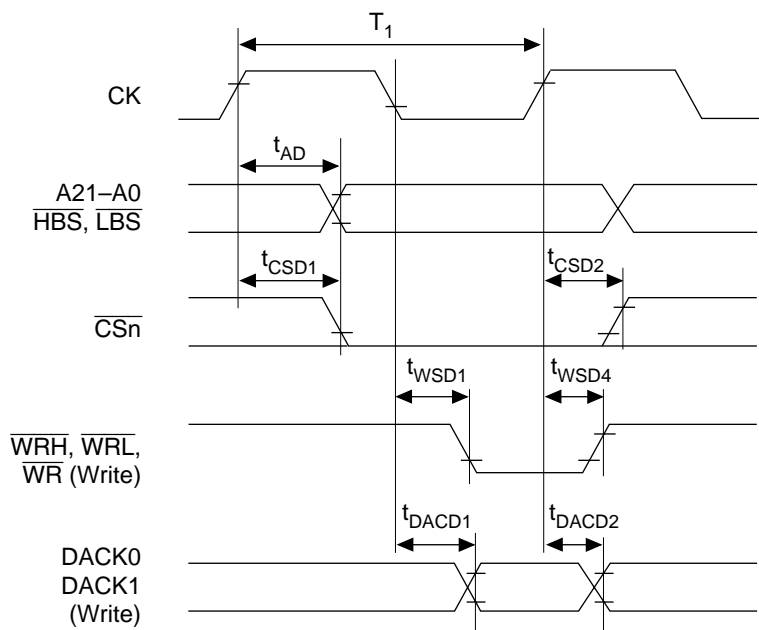 T1
CK
tAD
A21–A0
HBS, LBS
tCSD1
tCSD2
CSn
tWSD1
tWSD4
WRH, WRL,
WR (Write)
tDACD1
tDACD2
DACK0
DACK1
(Write)